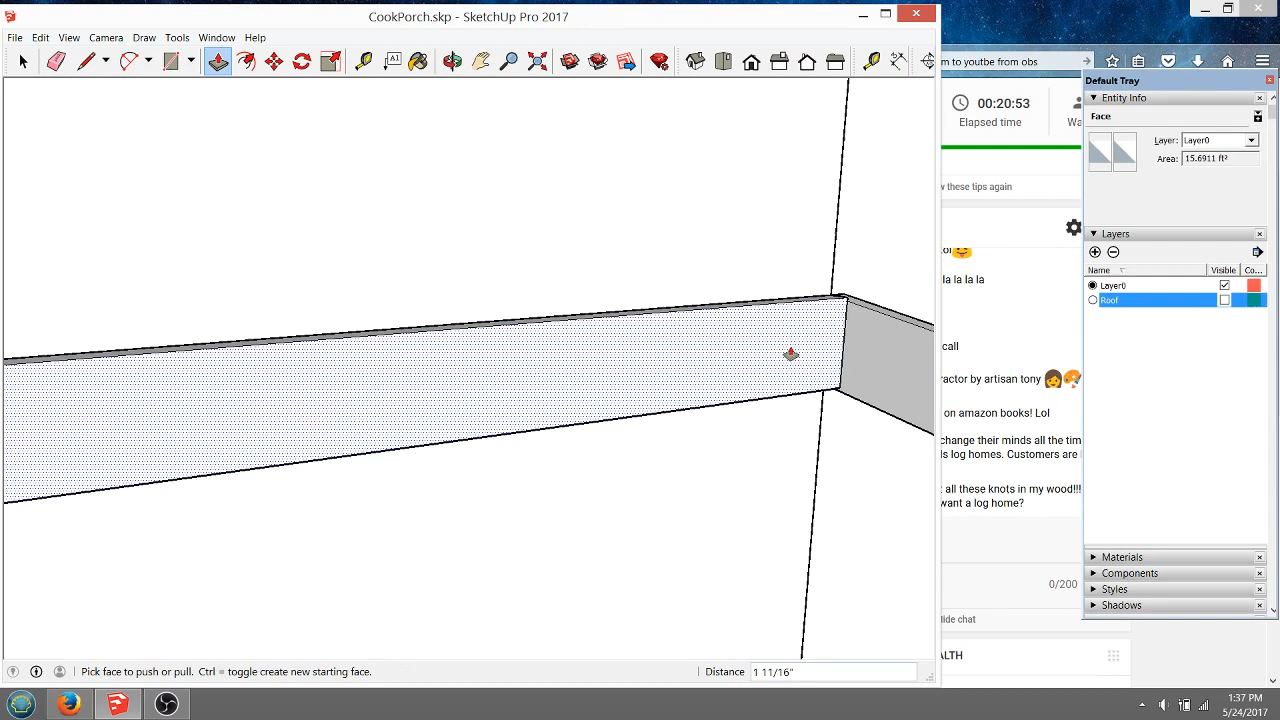 CookPorch.skp - SketchUp Pro 2017
File Edit View Camera Draw Tools Window Help
A1
m to youtbe from obs
00:20:53
Elapsed time
Wa
w these tips again
la la la la
call
ractor by artisan tony
on amazon books! Lol
change their minds all the tim
ls log homes. Customers are l
t all these knots in my wood!!!
want a log home?
0/200
lide chat
ALTH
Default Tray
Entity Info
Face
Layer: Layer0
Area: 15.6911 ft²
Layers
Name Visible Co...
Layer0
Roof
Materials
Components
Styles
Shadows
Pick face to push or pull. Ctrl = toggle create new starting face.
Distance 1 11/16"
1:37 PM
5/24/2017